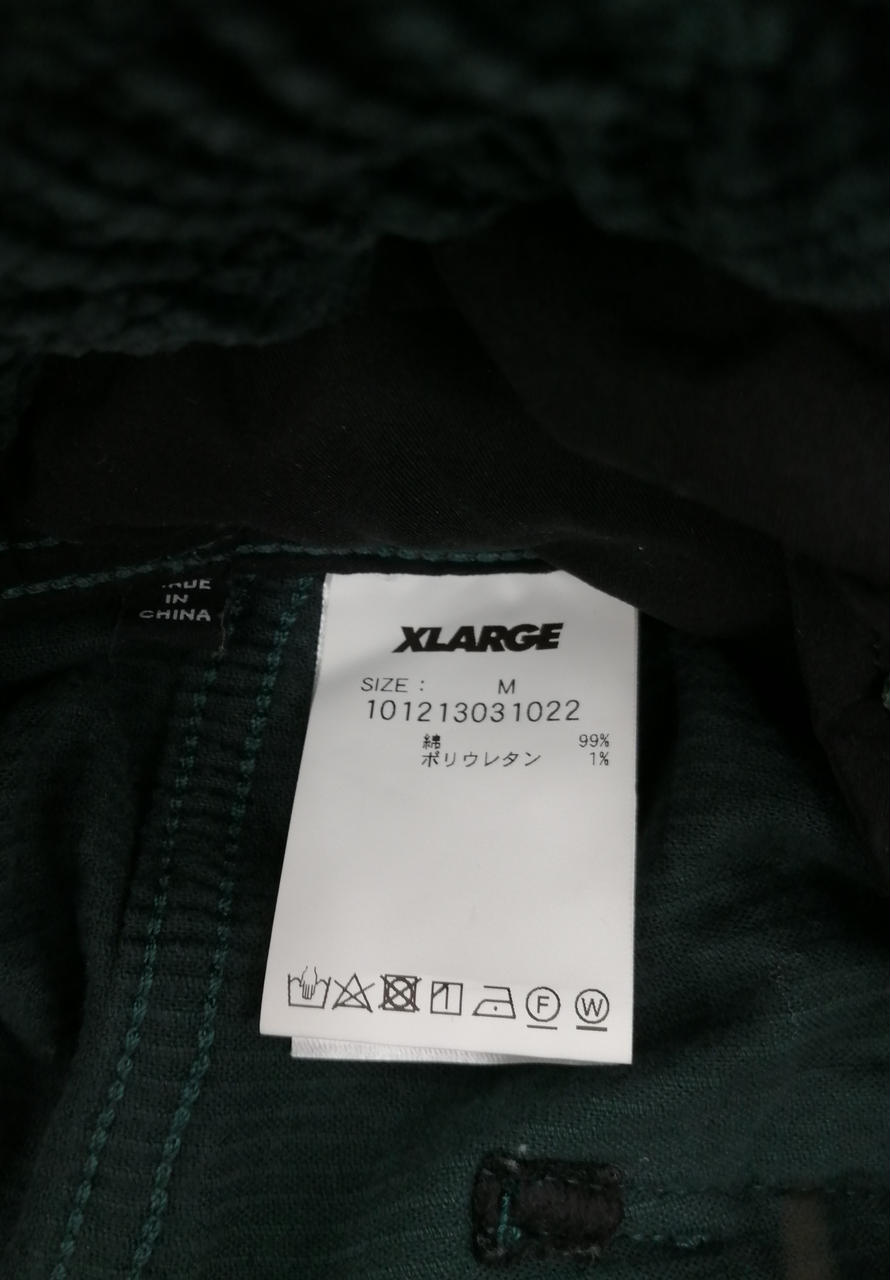 MADE
IN
CHINA
XLARGE
SIZE : M
101213031022
綿 99%
ポリウレタン 1%
F W